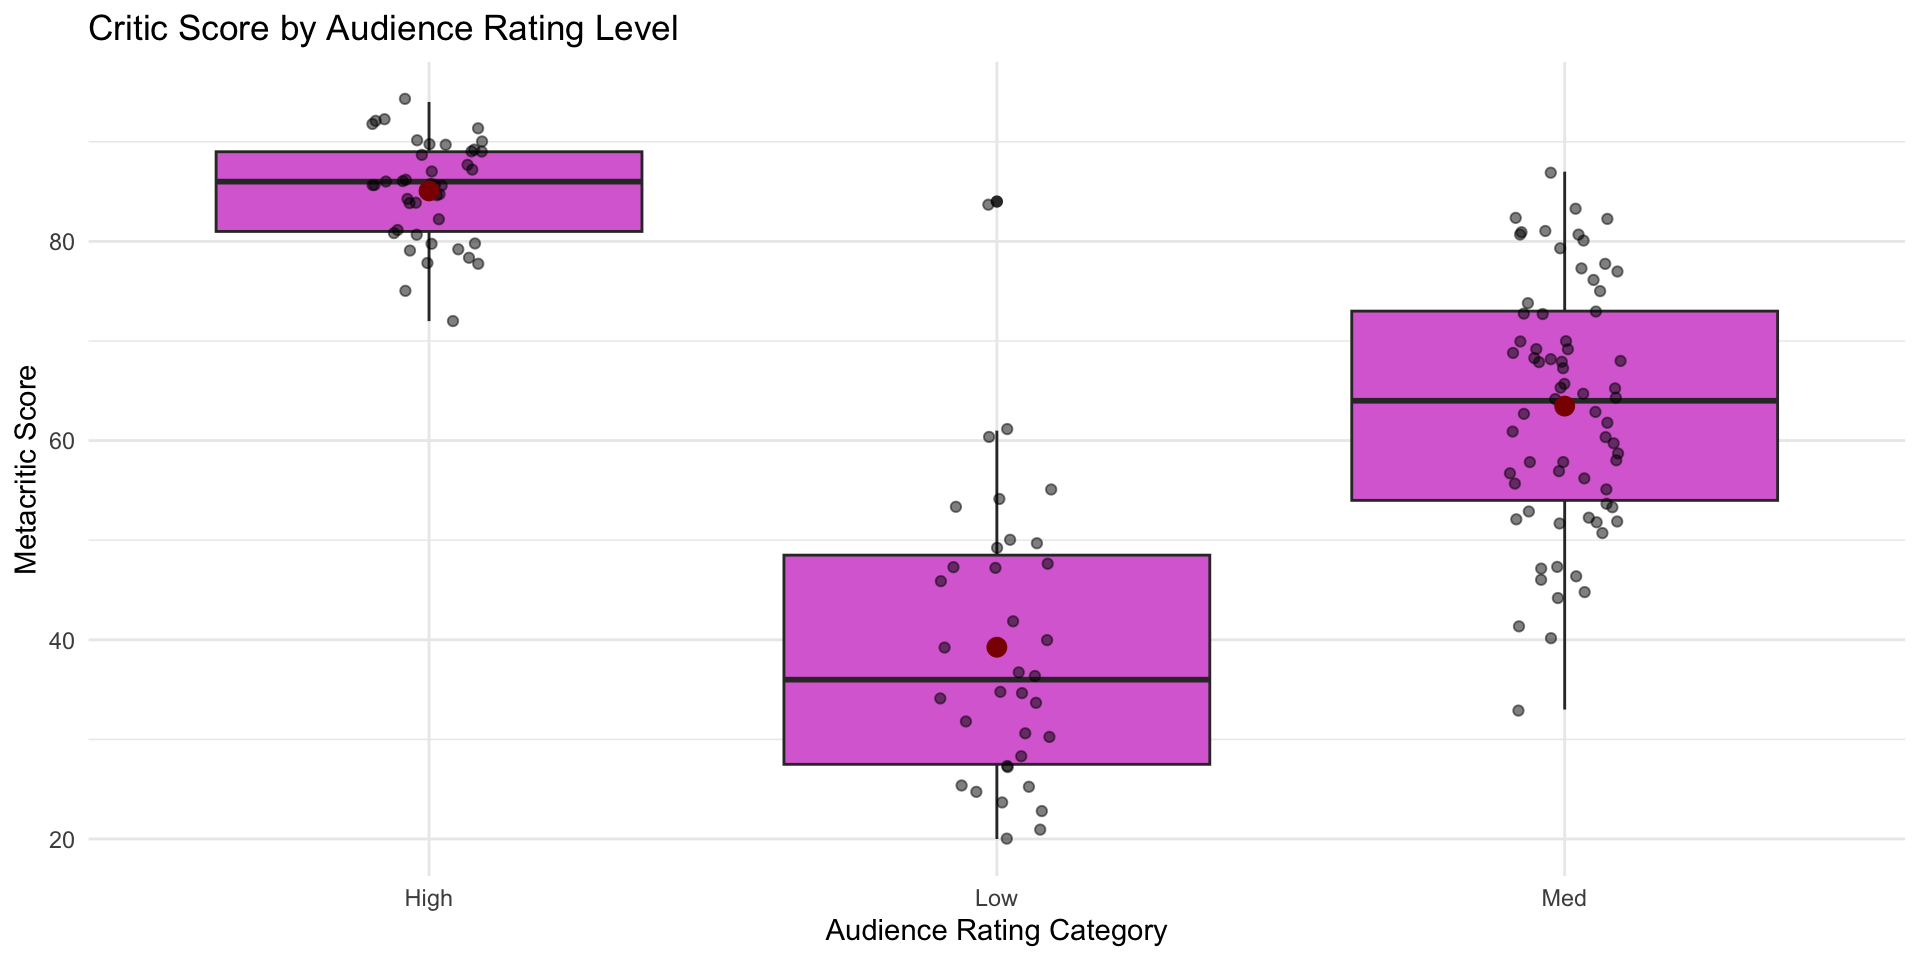 Critic Score by Audience Rating Level
Metacritic Score
80
60
40
20
High
Low
Med
Audience Rating Category